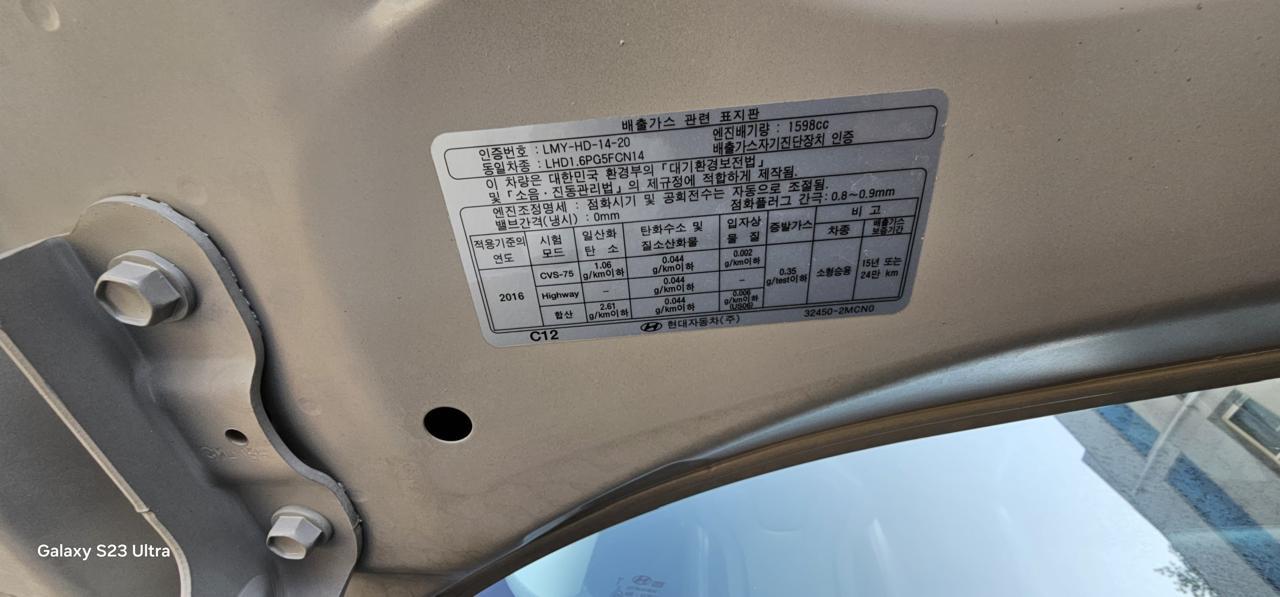 배출가스 관련 표지판
인증번호 : LMY-HD-14-20 엔진배기량 : 1598cc
동일차종 : LHD1.6PG5FCN14 배출가스자기진단장치 인증
이 차량은 대한민국 환경부의 「대기환경보전법」
및 「소음·진동관리법」의 제규정에 적합하게 제작됨.
엔진조정명세 : 점화시기 및 공회전수는 자동으로 조절됨.
밸브간격(냉시) : 0mm 점화플러그 간극: 0.8~0.9mm
적용기준의 연도 시험 모드 일산화 탄소 탄화수소 및 질소산화물 입자상 물질 증발가스 비고
차종 배출가스 보증기간
2016 CVS-75 1.06 g/km이하 0.044 g/km이하 0.002 g/km이하 0.35 g/test이하 소형승용 15년 또는 24만 km
Highway - 0.044 g/km이하 -
합산 2.61 g/km이하 0.044 g/km이하 0.006 g/km이하 (US06)
C12 현대자동차(주) 32450-2MCN0
Galaxy S23 Ultra